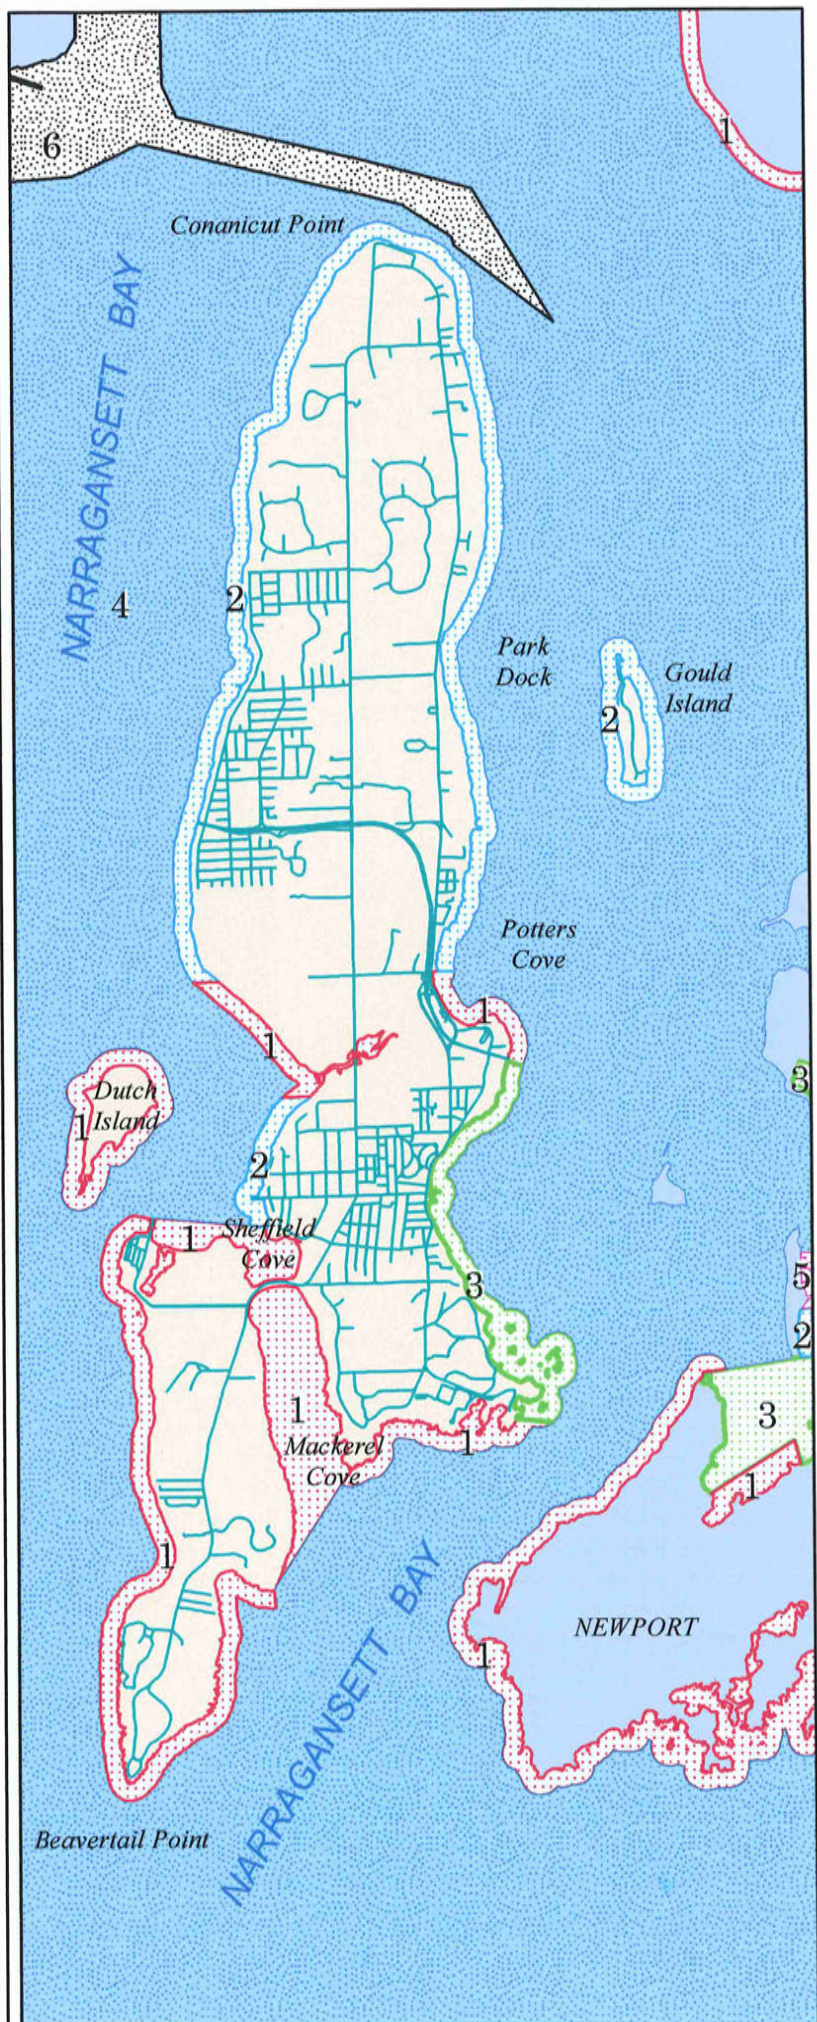 1
6
Conanicut Point
NARRAGANSETT BAY
4
2
Park
Dock
Gould
Island
2
Potters
Cove
1
1
3
Dutch
Island
1
2
Sheffield
Cove
1
3
5
2
1
3
Mackerel
Cove
1
1
1
NARRAGANSETT BAY
NEWPORT
1
Beavertail Point